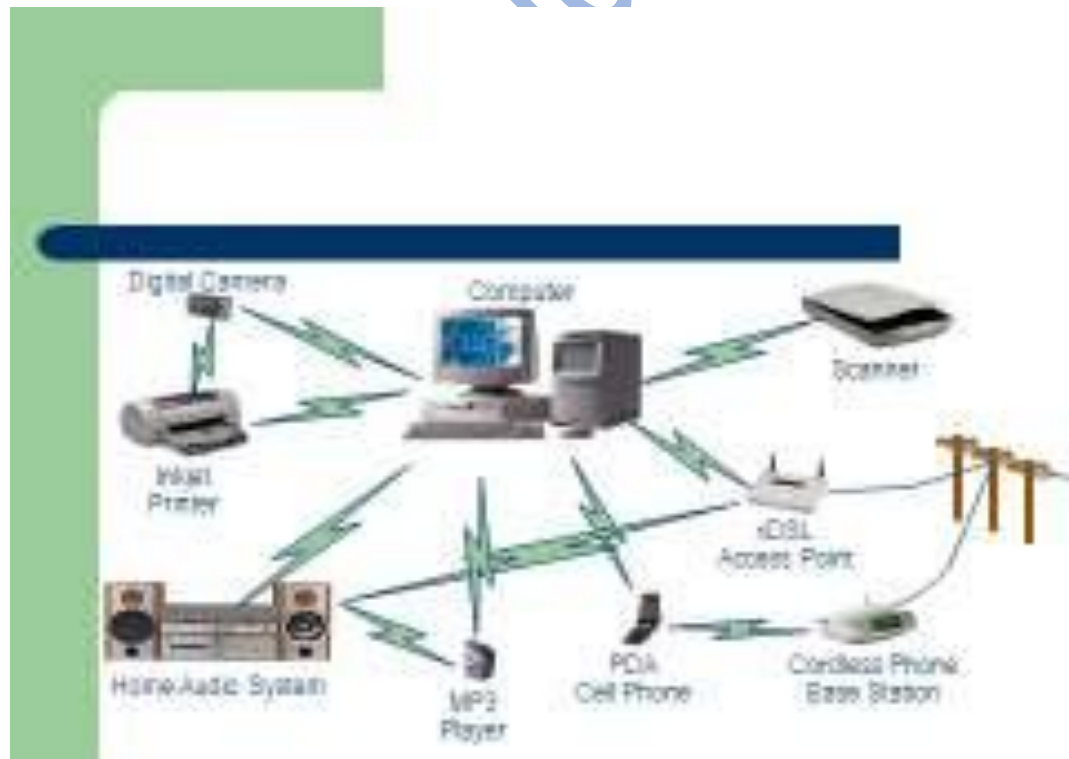 Digital Camera
Computer
Scanner
Inkjet
Printer
xDSL
Access Point
Home Audio System
MP3
Player
PDA
Cell Phone
Cordless Phone
Base Station